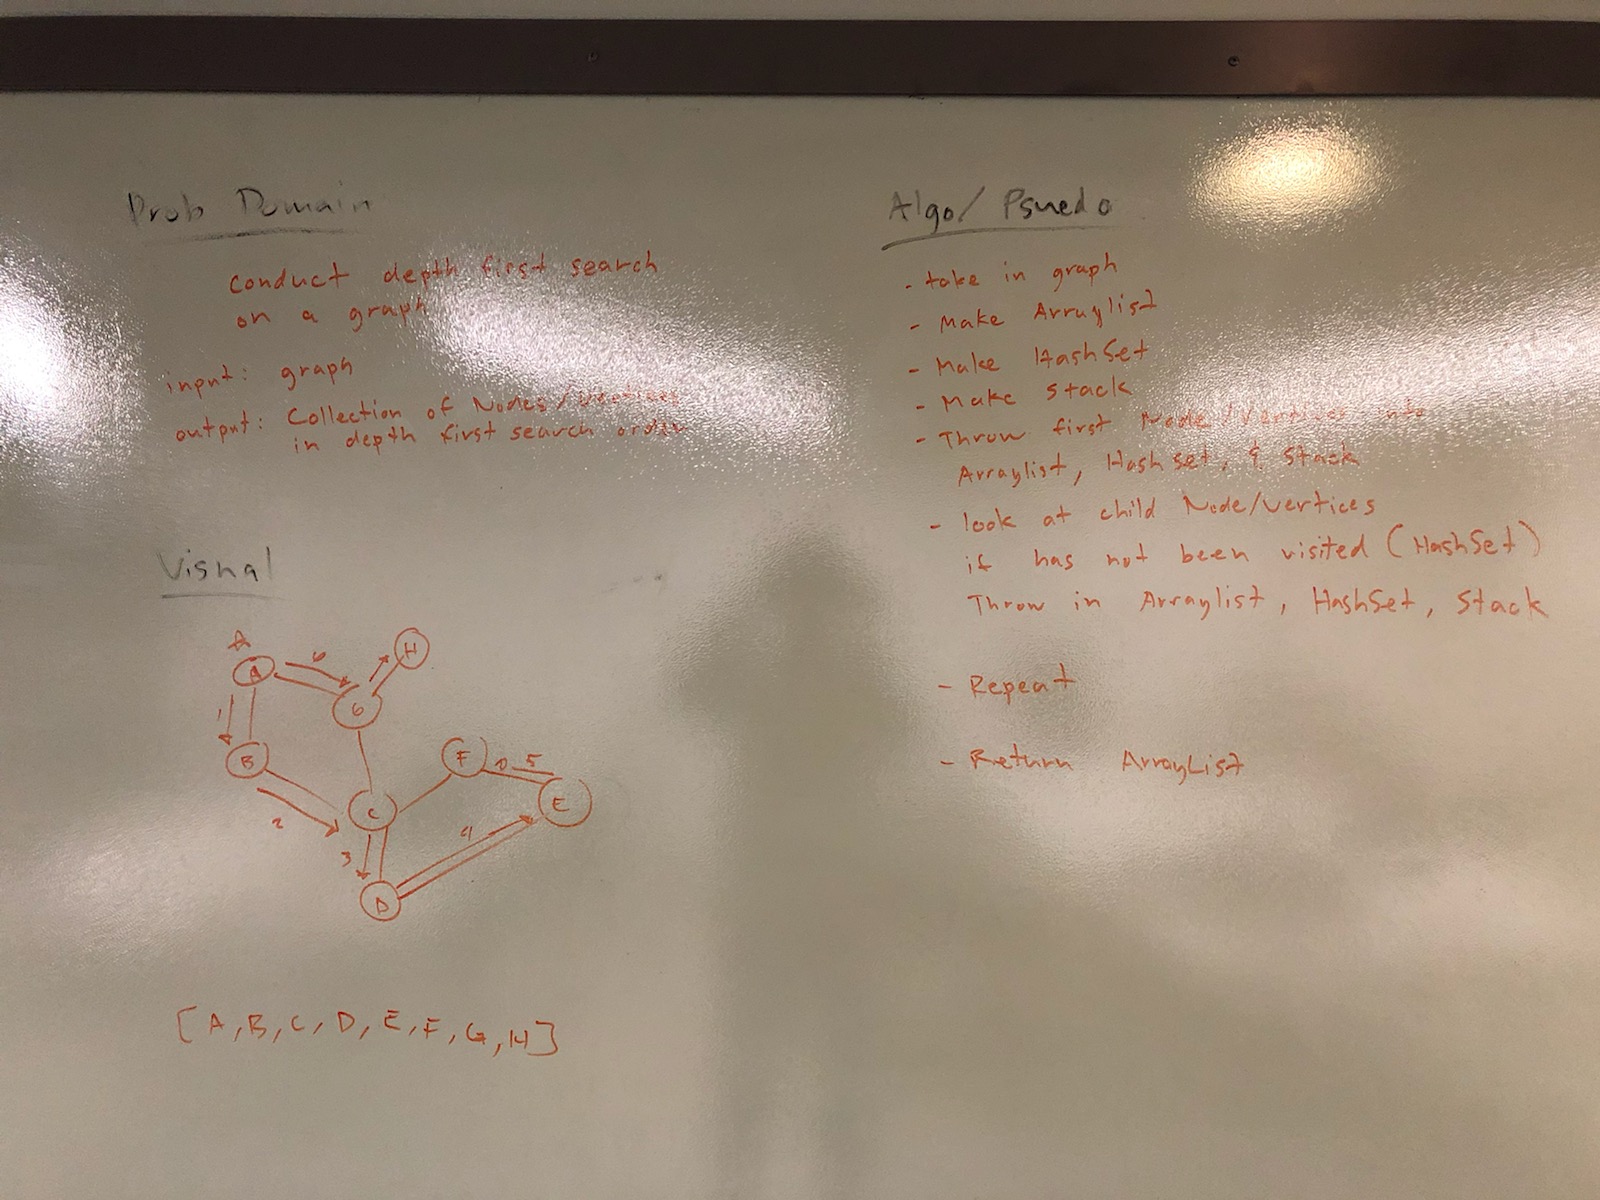 Prob Domain
conduct depth first search
on a graph
input: graph
output: Collection of Nodes/Vertices
in depth first search order
Visual
A
A
6
H
G
1
B
F
5
C
E
2
4
3
D
[A, B, C, D, E, F, G, H]
Algo/ Psuedo
- take in graph
- Make Arraylist
- Make HashSet
- Make Stack
- Throw first Node/Vertices into
Arraylist, Hashset, & Stack
- look at child Node/vertices
if has not been visited (HashSet)
Throw in Arraylist, HashSet, Stack
- Repeat
- Return ArrayList